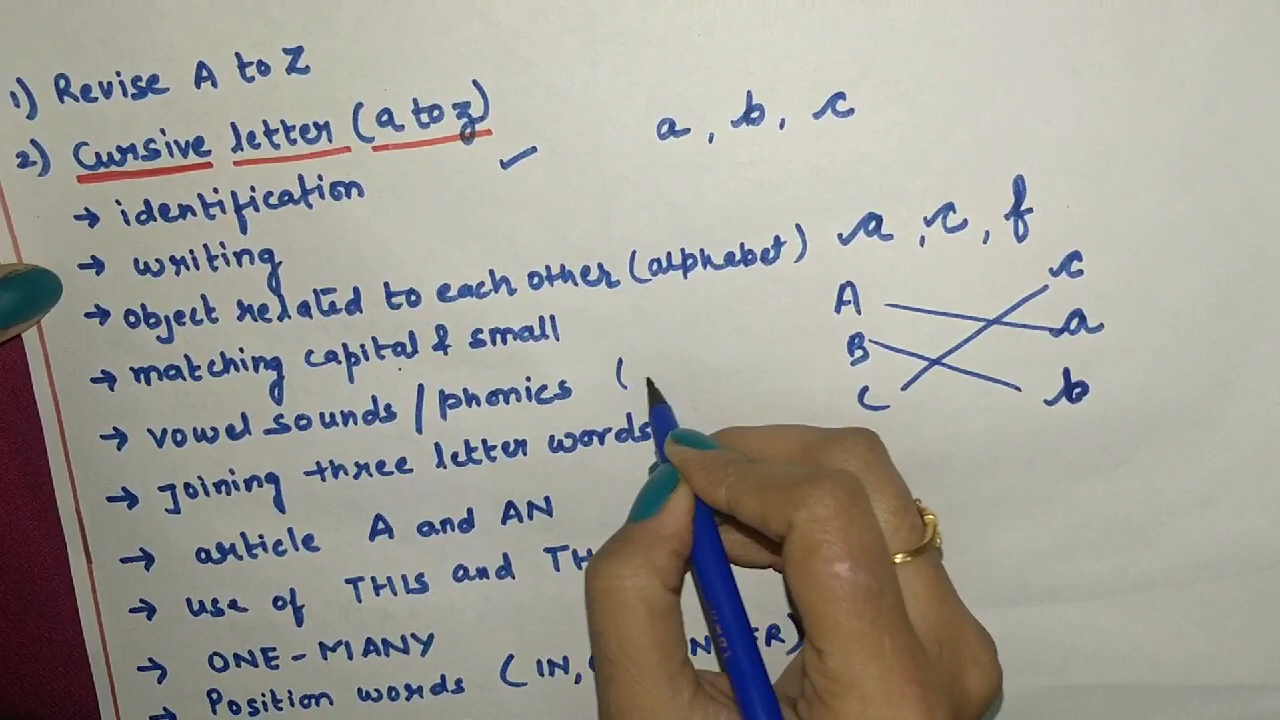 1) Revise A to Z
2) Cursive letter (a to z)
a, b, c
→ identification
→ writing
→ object related to each other (alphabet) a, c, f
→ matching capital & small
A
B
C
c
a
b
→ vowel sounds / phonics (
→ joining three letter words
→ article A and AN
→ use of THIS and
→ ONE-MANY
→ Position words (IN,